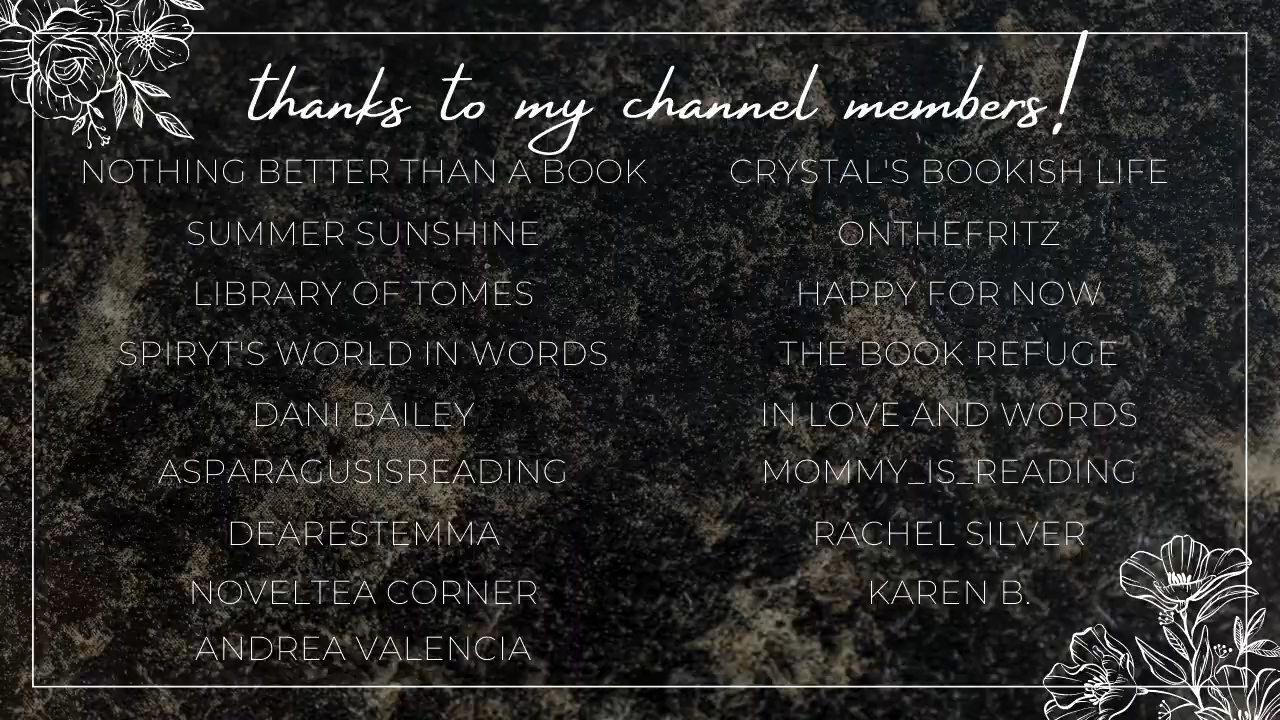 thanks to my channel members!
NOTHING BETTER THAN A BOOK
SUMMER SUNSHINE
LIBRARY OF TOMES
SPIRYT'S WORLD IN WORDS
DANI BAILEY
ASPARAGUSISREADING
DEARESTEMMA
NOVELTEA CORNER
ANDREA VALENCIA
CRYSTAL'S BOOKISH LIFE
ONTHEFRITZ
HAPPY FOR NOW
THE BOOK REFUGE
IN LOVE AND WORDS
MOMMY_IS_READING
RACHEL SILVER
KAREN B.